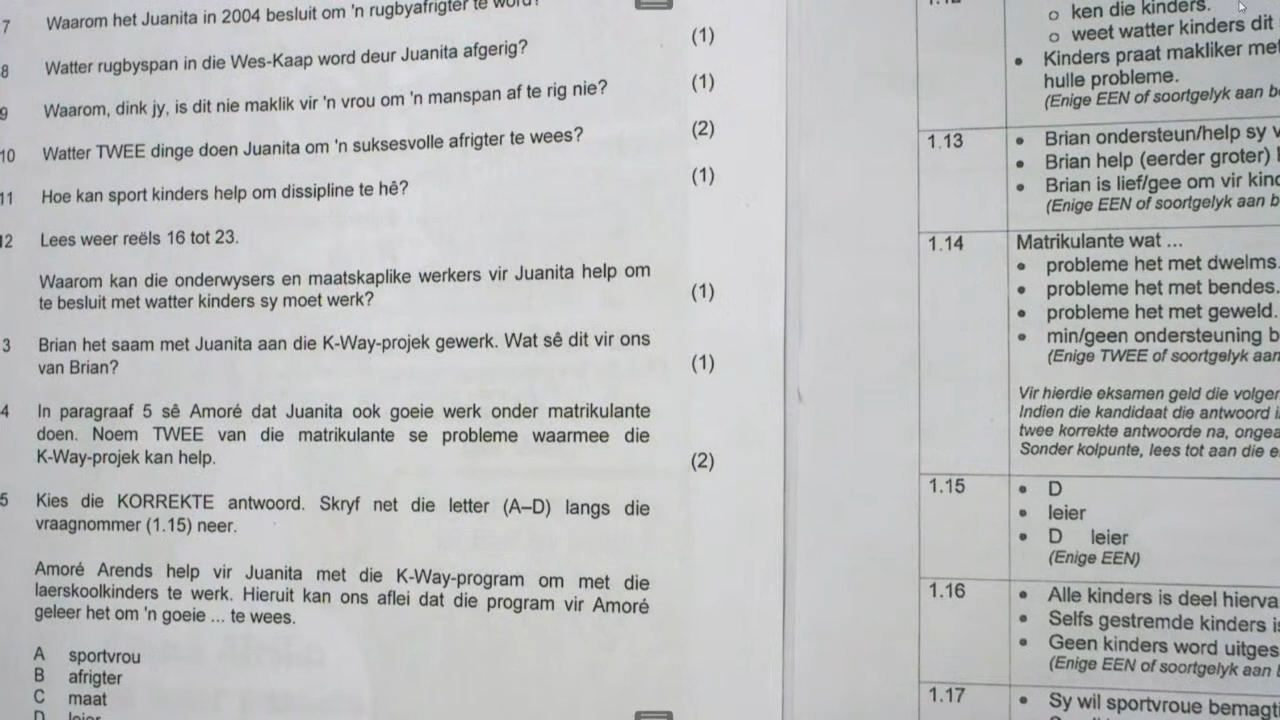 7 Waarom het Juanita in 2004 besluit om 'n rugbyafrigter te word?
(1)
8 Watter rugbyspan in die Wes-Kaap word deur Juanita afgerig?
(1)
9 Waarom, dink jy, is dit nie maklik vir 'n vrou om 'n manspan af te rig nie?
(2)
10 Watter TWEE dinge doen Juanita om 'n suksesvolle afrigter te wees?
(1)
11 Hoe kan sport kinders help om dissipline te hê?
12 Lees weer reëls 16 tot 23.
Waarom kan die onderwysers en maatskaplike werkers vir Juanita help om
te besluit met watter kinders sy moet werk? (1)
3 Brian het saam met Juanita aan die K-Way-projek gewerk. Wat sê dit vir ons
van Brian? (1)
4 In paragraaf 5 sê Amoré dat Juanita ook goeie werk onder matrikulante
doen. Noem TWEE van die matrikulante se probleme waarmee die
K-Way-projek kan help. (2)
5 Kies die KORREKTE antwoord. Skryf net die letter (A–D) langs die
vraagnommer (1.15) neer.
Amoré Arends help vir Juanita met die K-Way-program om met die
laerskoolkinders te werk. Hieruit kan ons aflei dat die program vir Amoré
geleer het om 'n goeie ... te wees.
A sportvrou
B afrigter
C maat
D leier
o ken die kinders.
o weet watter kinders dit
• Kinders praat makliker met
hulle probleme.
(Enige EEN of soortgelyk aan
1.13 • Brian ondersteun/help sy
• Brian help (eerder groter)
• Brian is lief/gee om vir
(Enige EEN of soortgelyk aan
1.14 Matrikulante wat ...
• probleme het met dwelms.
• probleme het met bendes.
• probleme het met geweld.
• min/geen ondersteuning
(Enige TWEE of soortgelyk aan
Vir hierdie eksamen geld die
Indien die kandidaat die antwoord
twee korrekte antwoorde na,
Sonder kolpunte, lees tot aan die
1.15 • D
• leier
• D leier
(Enige EEN)
1.16 • Alle kinders is deel
• Selfs gestremde kinders
• Geen kinders word
(Enige EEN of soortgelyk aan
1.17 • Sy wil sportvroue